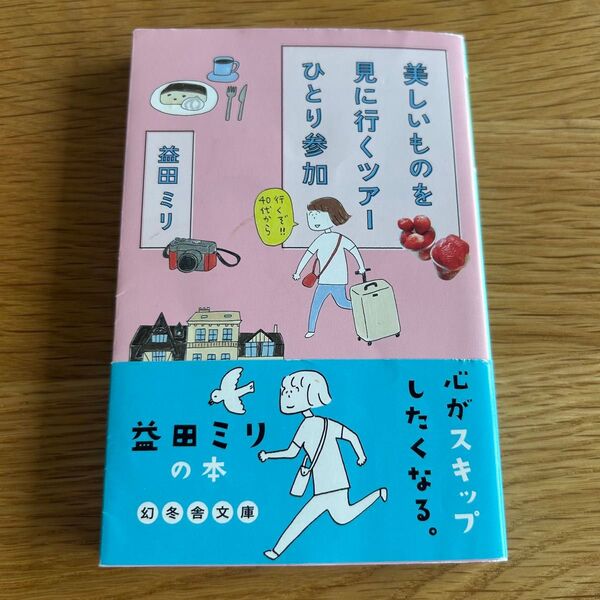 美しいものを
見に行くツアー
ひとり参加
益田ミリ
行くぞ!!
40代から
心がスキップ
したくなる。
益田ミリ
の本
幻冬舎文庫